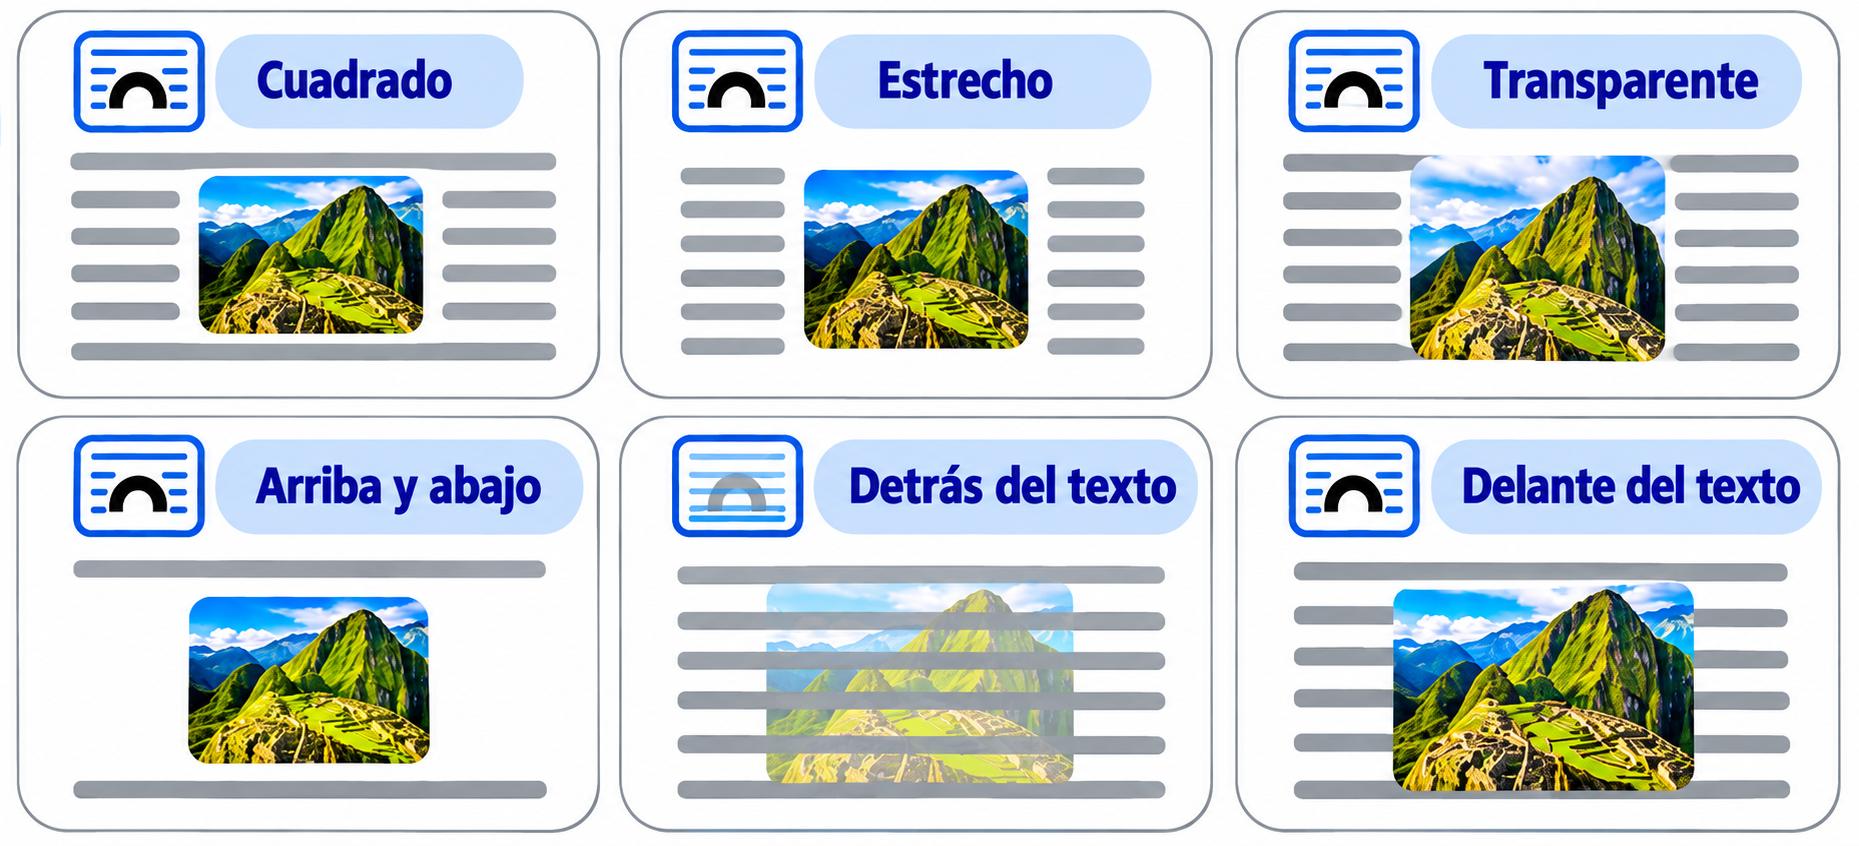 Cuadrado
Estrecho
Transparente
Arriba y abajo
Detrás del texto
Delante del texto